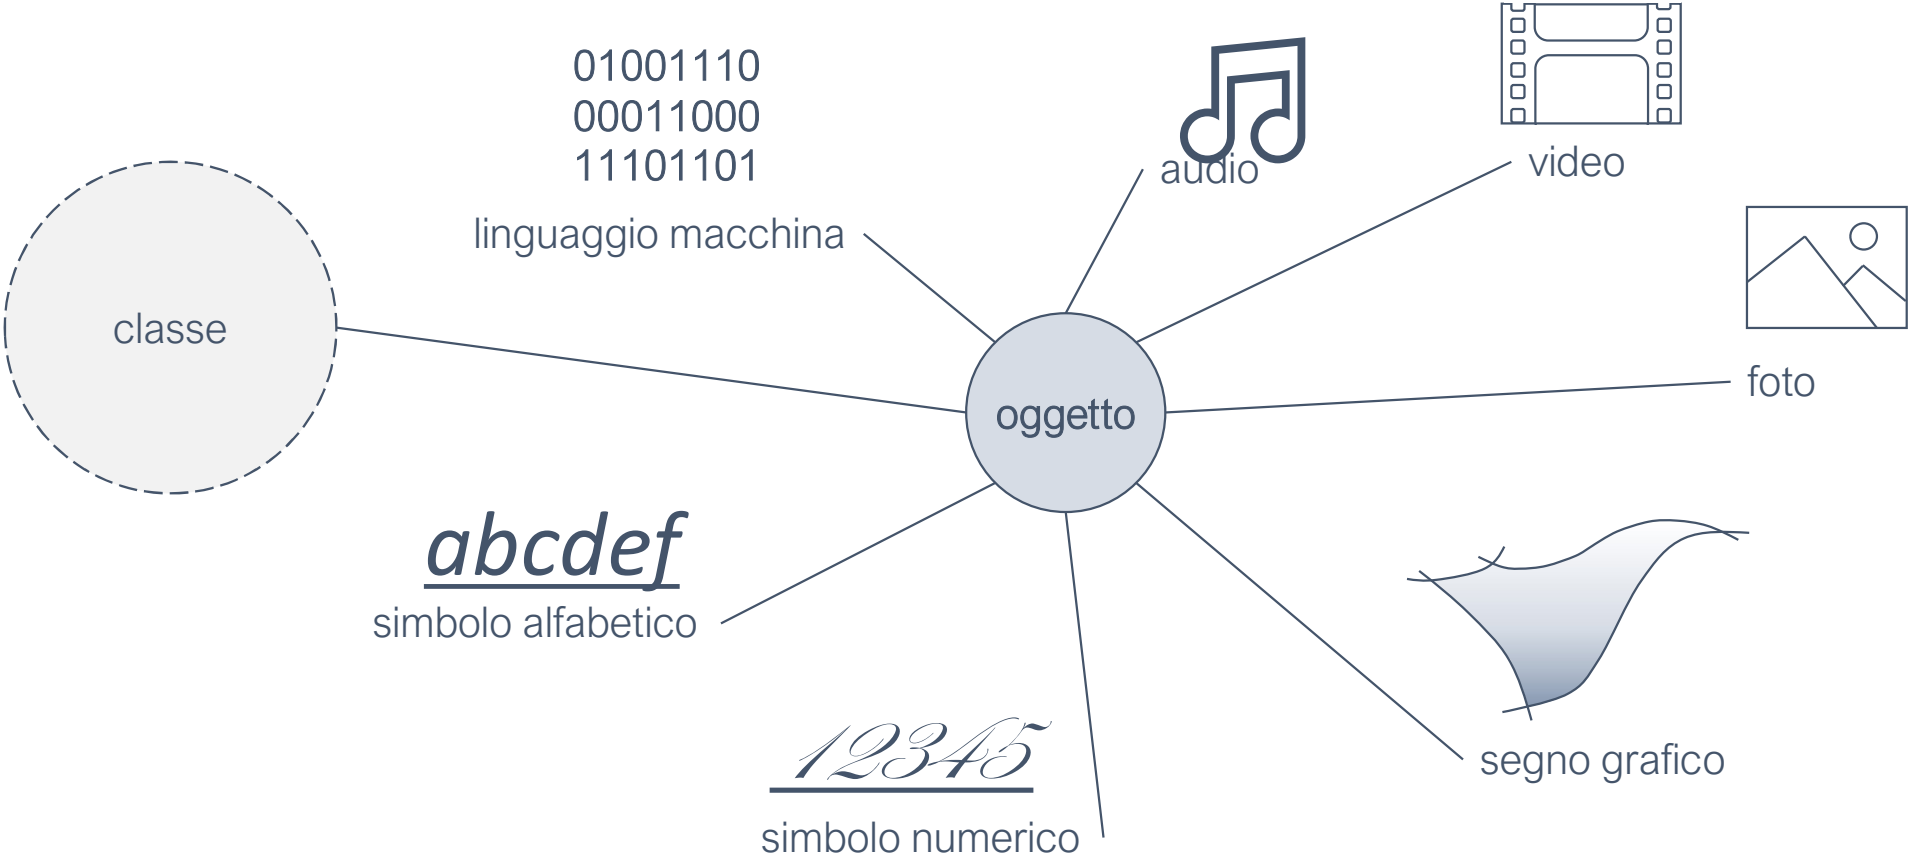 01001110
00011000
11101101
linguaggio macchina
audio
video
foto
classe
oggetto
abcdef
simbolo alfabetico
12345
simbolo numerico
segno grafico